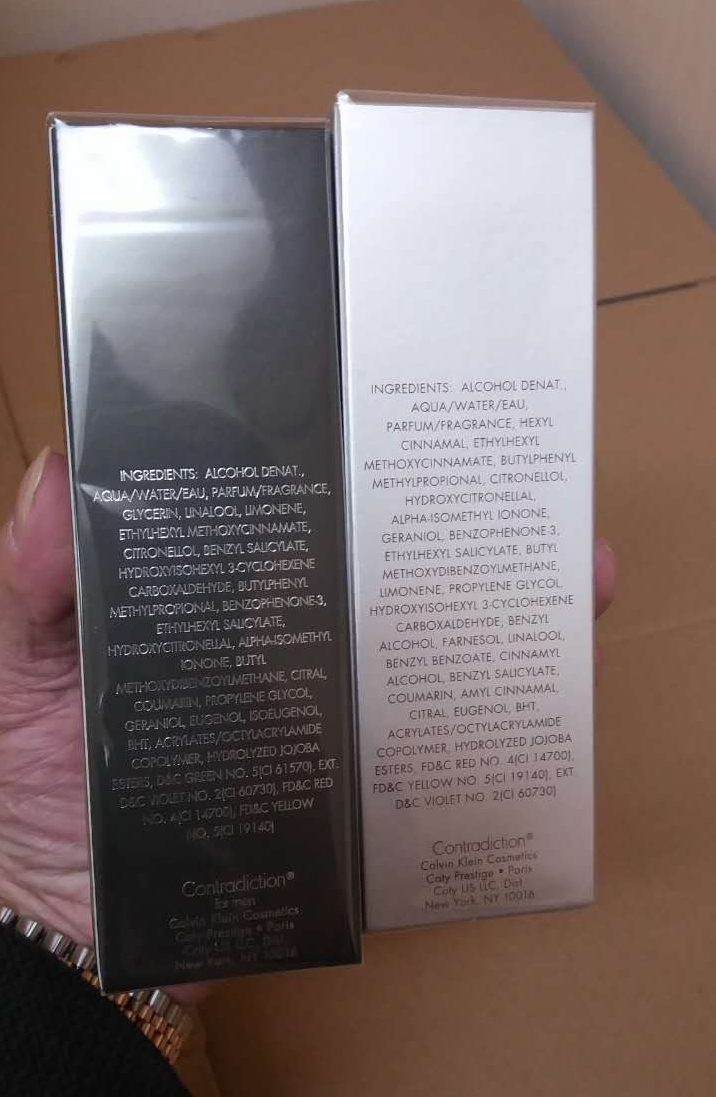 INGREDIENTS: ALCOHOL DENAT.,
AQUA/WATER/EAU, PARFUM/FRAGRANCE,
GLYCERIN, LINALOOL, LIMONENE,
ETHYLHEXYL METHOXYCINNAMATE,
CITRONELLOL, BENZYL SALICYLATE,
HYDROXYISOHEXYL 3-CYCLOHEXENE
CARBOXALDEHYDE, BUTYLPHENYL
METHYLPROPIONAL, BENZOPHENONE-3,
ETHYLHEXYL SALICYLATE,
HYDROXYCITRONELLAL, ALPHA-ISOMETHYL
IONONE, BUTYL
METHOXYDIBENZOYLMETHANE, CITRAL,
COUMARIN, PROPYLENE GLYCOL,
GERANIOL, EUGENOL, ISOEUGENOL,
BHT, ACRYLATES/OCTYLACRYLAMIDE
COPOLYMER, HYDROLYZED JOJOBA
ESTERS, D&C GREEN NO. 5(CI 61570), EXT.
D&C VIOLET NO. 2(CI 60730), FD&C RED
NO. 4(CI 14700), FD&C YELLOW
NO. 5(CI 19140)
Contradiction®
for men
Calvin Klein Cosmetics
Coty Prestige • Paris
Coty US LLC, Dist.
New York, NY 10016
INGREDIENTS: ALCOHOL DENAT.,
AQUA/WATER/EAU,
PARFUM/FRAGRANCE, HEXYL
CINNAMAL, ETHYLHEXYL
METHOXYCINNAMATE, BUTYLPHENYL
METHYLPROPIONAL, CITRONELLOL,
HYDROXYCITRONELLAL,
ALPHA-ISOMETHYL IONONE,
GERANIOL, BENZOPHENONE-3,
ETHYLHEXYL SALICYLATE, BUTYL
METHOXYDIBENZOYLMETHANE,
LIMONENE, PROPYLENE GLYCOL,
HYDROXYISOHEXYL 3-CYCLOHEXENE
CARBOXALDEHYDE, BENZYL
ALCOHOL, FARNESOL, LINALOOL,
BENZYL BENZOATE, CINNAMYL
ALCOHOL, BENZYL SALICYLATE,
COUMARIN, AMYL CINNAMAL,
CITRAL, EUGENOL, BHT,
ACRYLATES/OCTYLACRYLAMIDE
COPOLYMER, HYDROLYZED JOJOBA
ESTERS, FD&C RED NO. 4(CI 14700),
FD&C YELLOW NO. 5(CI 19140), EXT
D&C VIOLET NO. 2(CI 60730)
Contradiction®
Calvin Klein Cosmetics
Coty Prestige • Paris
Coty US LLC, Dist.
New York, NY 10016